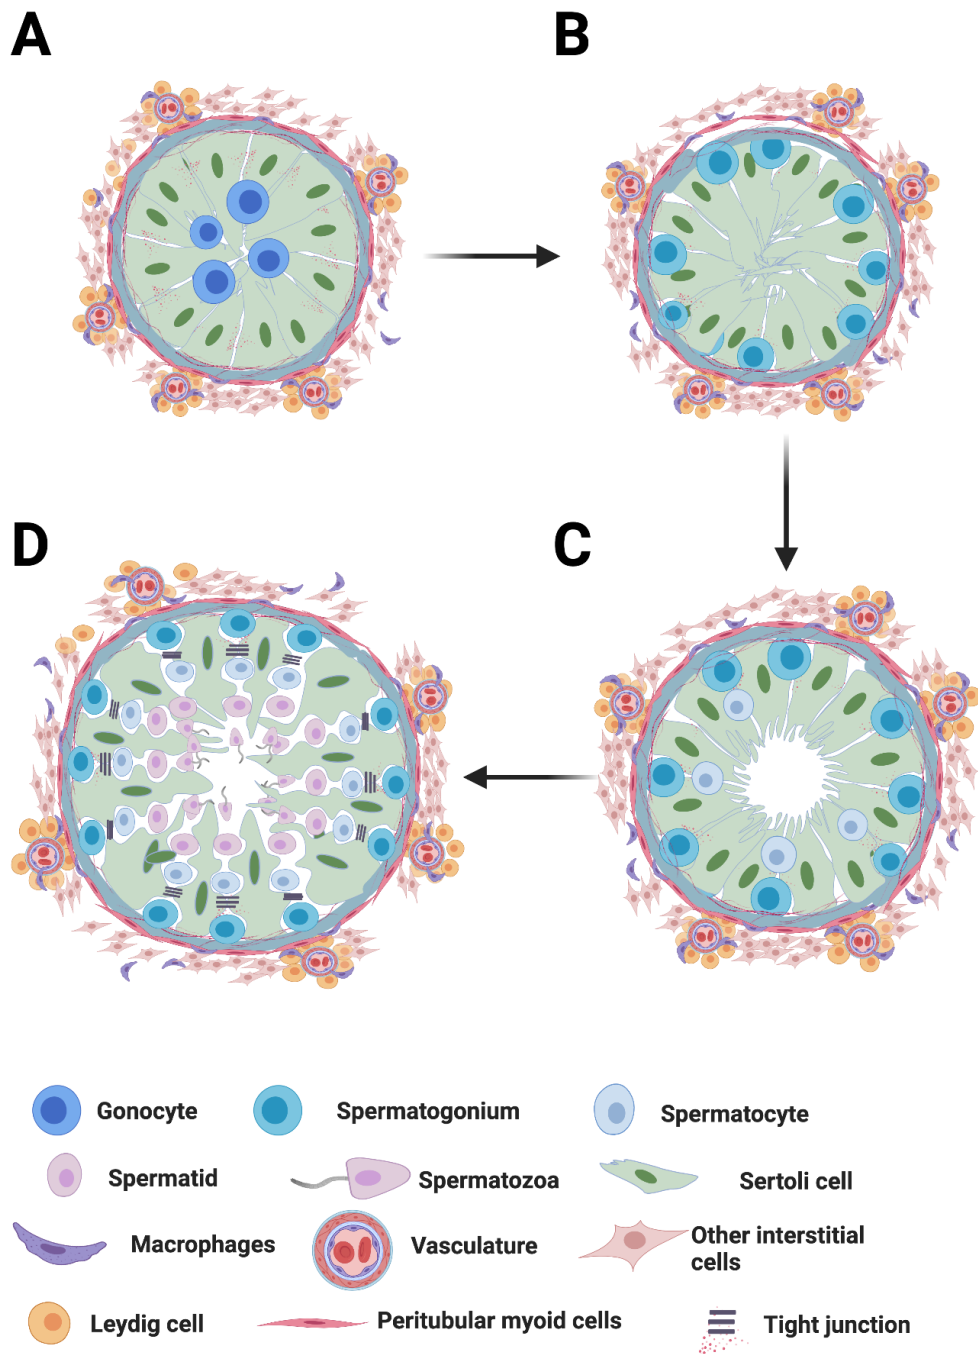 A
B
D
C
Gonocyte
Spermatogonium
Spermatocyte
Spermatid
Spermatozoa
Sertoli cell
Macrophages
Vasculature
Other interstitial
cells
Leydig cell
Peritubular myoid cells
Tight junction